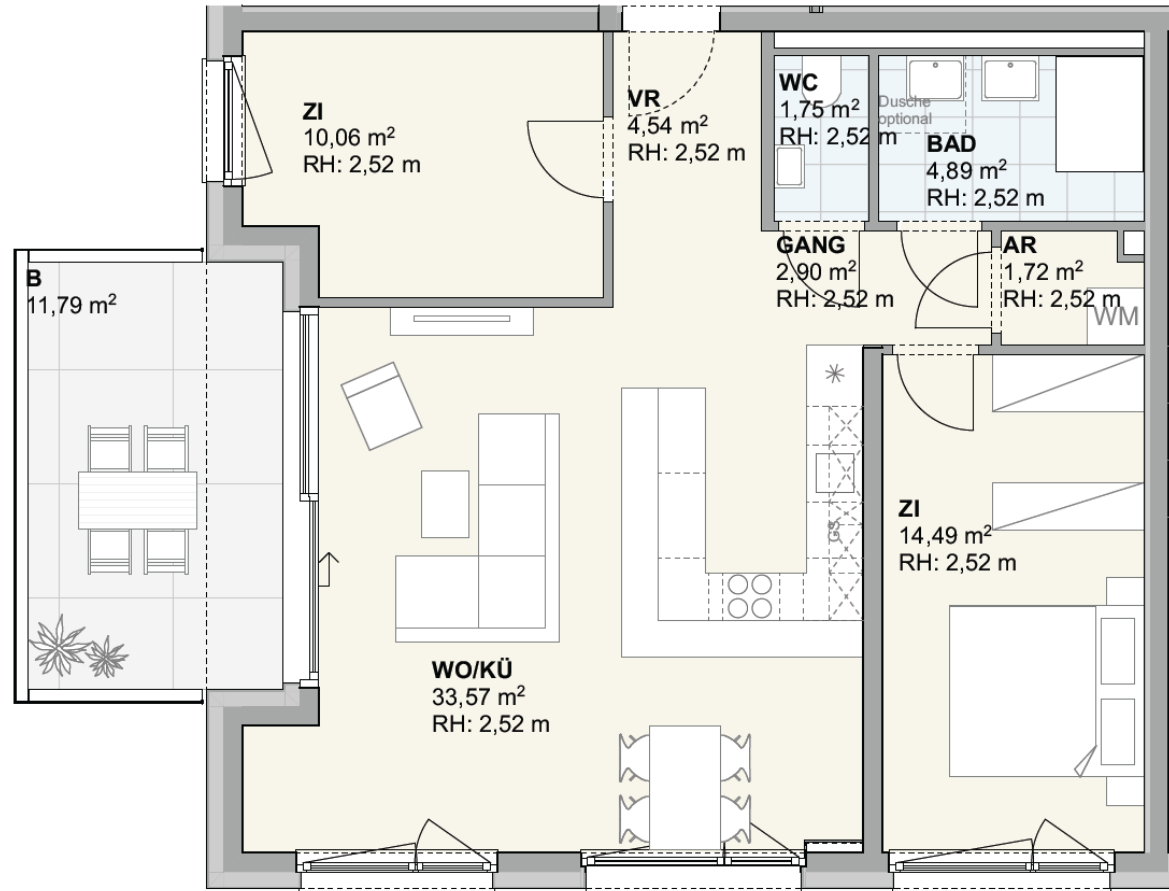 ZI
10,06 m²
RH: 2,52 m
VR
4,54 m²
RH: 2,52 m
WC
1,75 m²
RH: 2,52 m
Dusche
optional
BAD
4,89 m²
RH: 2,52 m
GANG
2,90 m²
RH: 2,52 m
AR
1,72 m²
RH: 2,52 m
WM
B
11,79 m²
GS
ZI
14,49 m²
RH: 2,52 m
WO/KÜ
33,57 m²
RH: 2,52 m